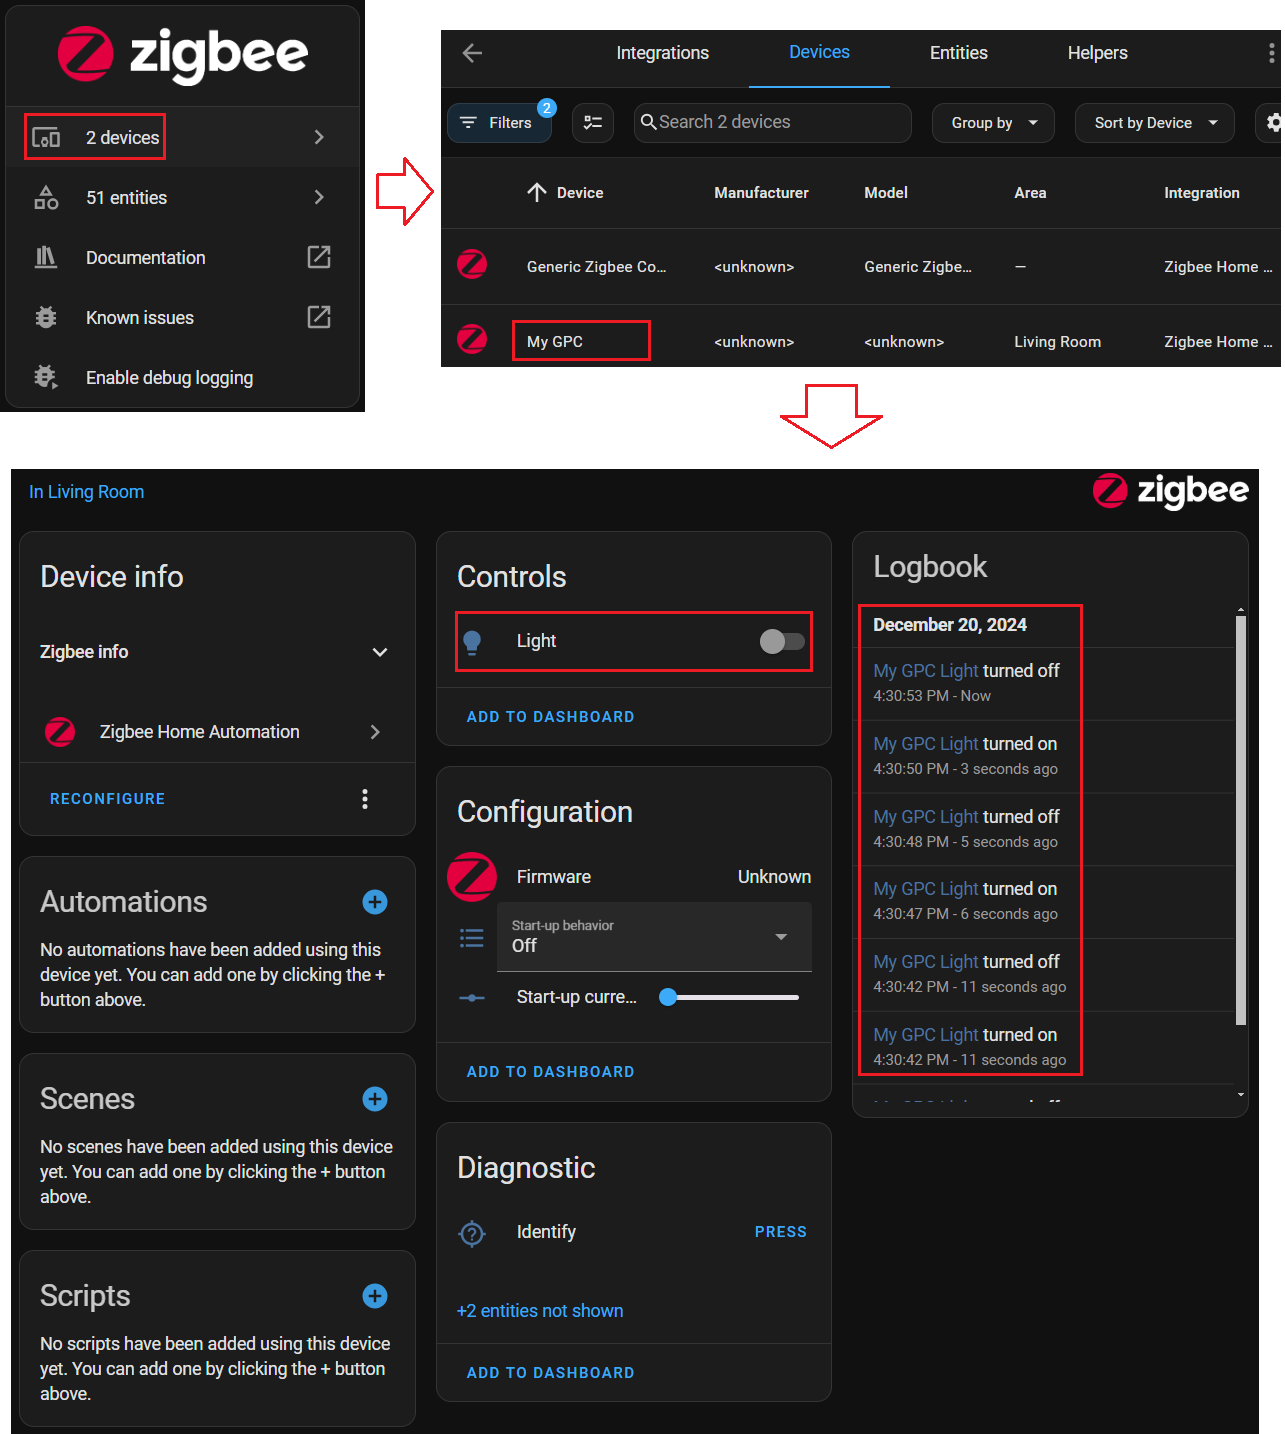 zigbee
2 devices
51 entities
Documentation
Known issues
Enable debug logging
Integrations
Devices
Entities
Helpers
Filters
2
Search 2 devices
Group by
Sort by Device
Device
Manufacturer
Model
Area
Integration
Generic Zigbee Co... <unknown> Generic Zigbe... — Zigbee Home ...
My GPC <unknown> <unknown> Living Room Zigbee Home ...
In Living Room
zigbee
Device info
Zigbee info
Zigbee Home Automation
RECONFIGURE
Automations
No automations have been added using this
device yet. You can add one by clicking the +
button above.
Scenes
No scenes have been added using this device
yet. You can add one by clicking the + button
above.
Scripts
No scripts have been added using this device
yet. You can add one by clicking the + button
above.
Controls
Light
ADD TO DASHBOARD
Configuration
Firmware Unknown
Start-up behavior
Off
Start-up curre...
ADD TO DASHBOARD
Diagnostic
Identify PRESS
+2 entities not shown
ADD TO DASHBOARD
Logbook
December 20, 2024
My GPC Light turned off
4:30:53 PM - Now
My GPC Light turned on
4:30:50 PM - 3 seconds ago
My GPC Light turned off
4:30:48 PM - 5 seconds ago
My GPC Light turned on
4:30:47 PM - 6 seconds ago
My GPC Light turned off
4:30:42 PM - 11 seconds ago
My GPC Light turned on
4:30:42 PM - 11 seconds ago